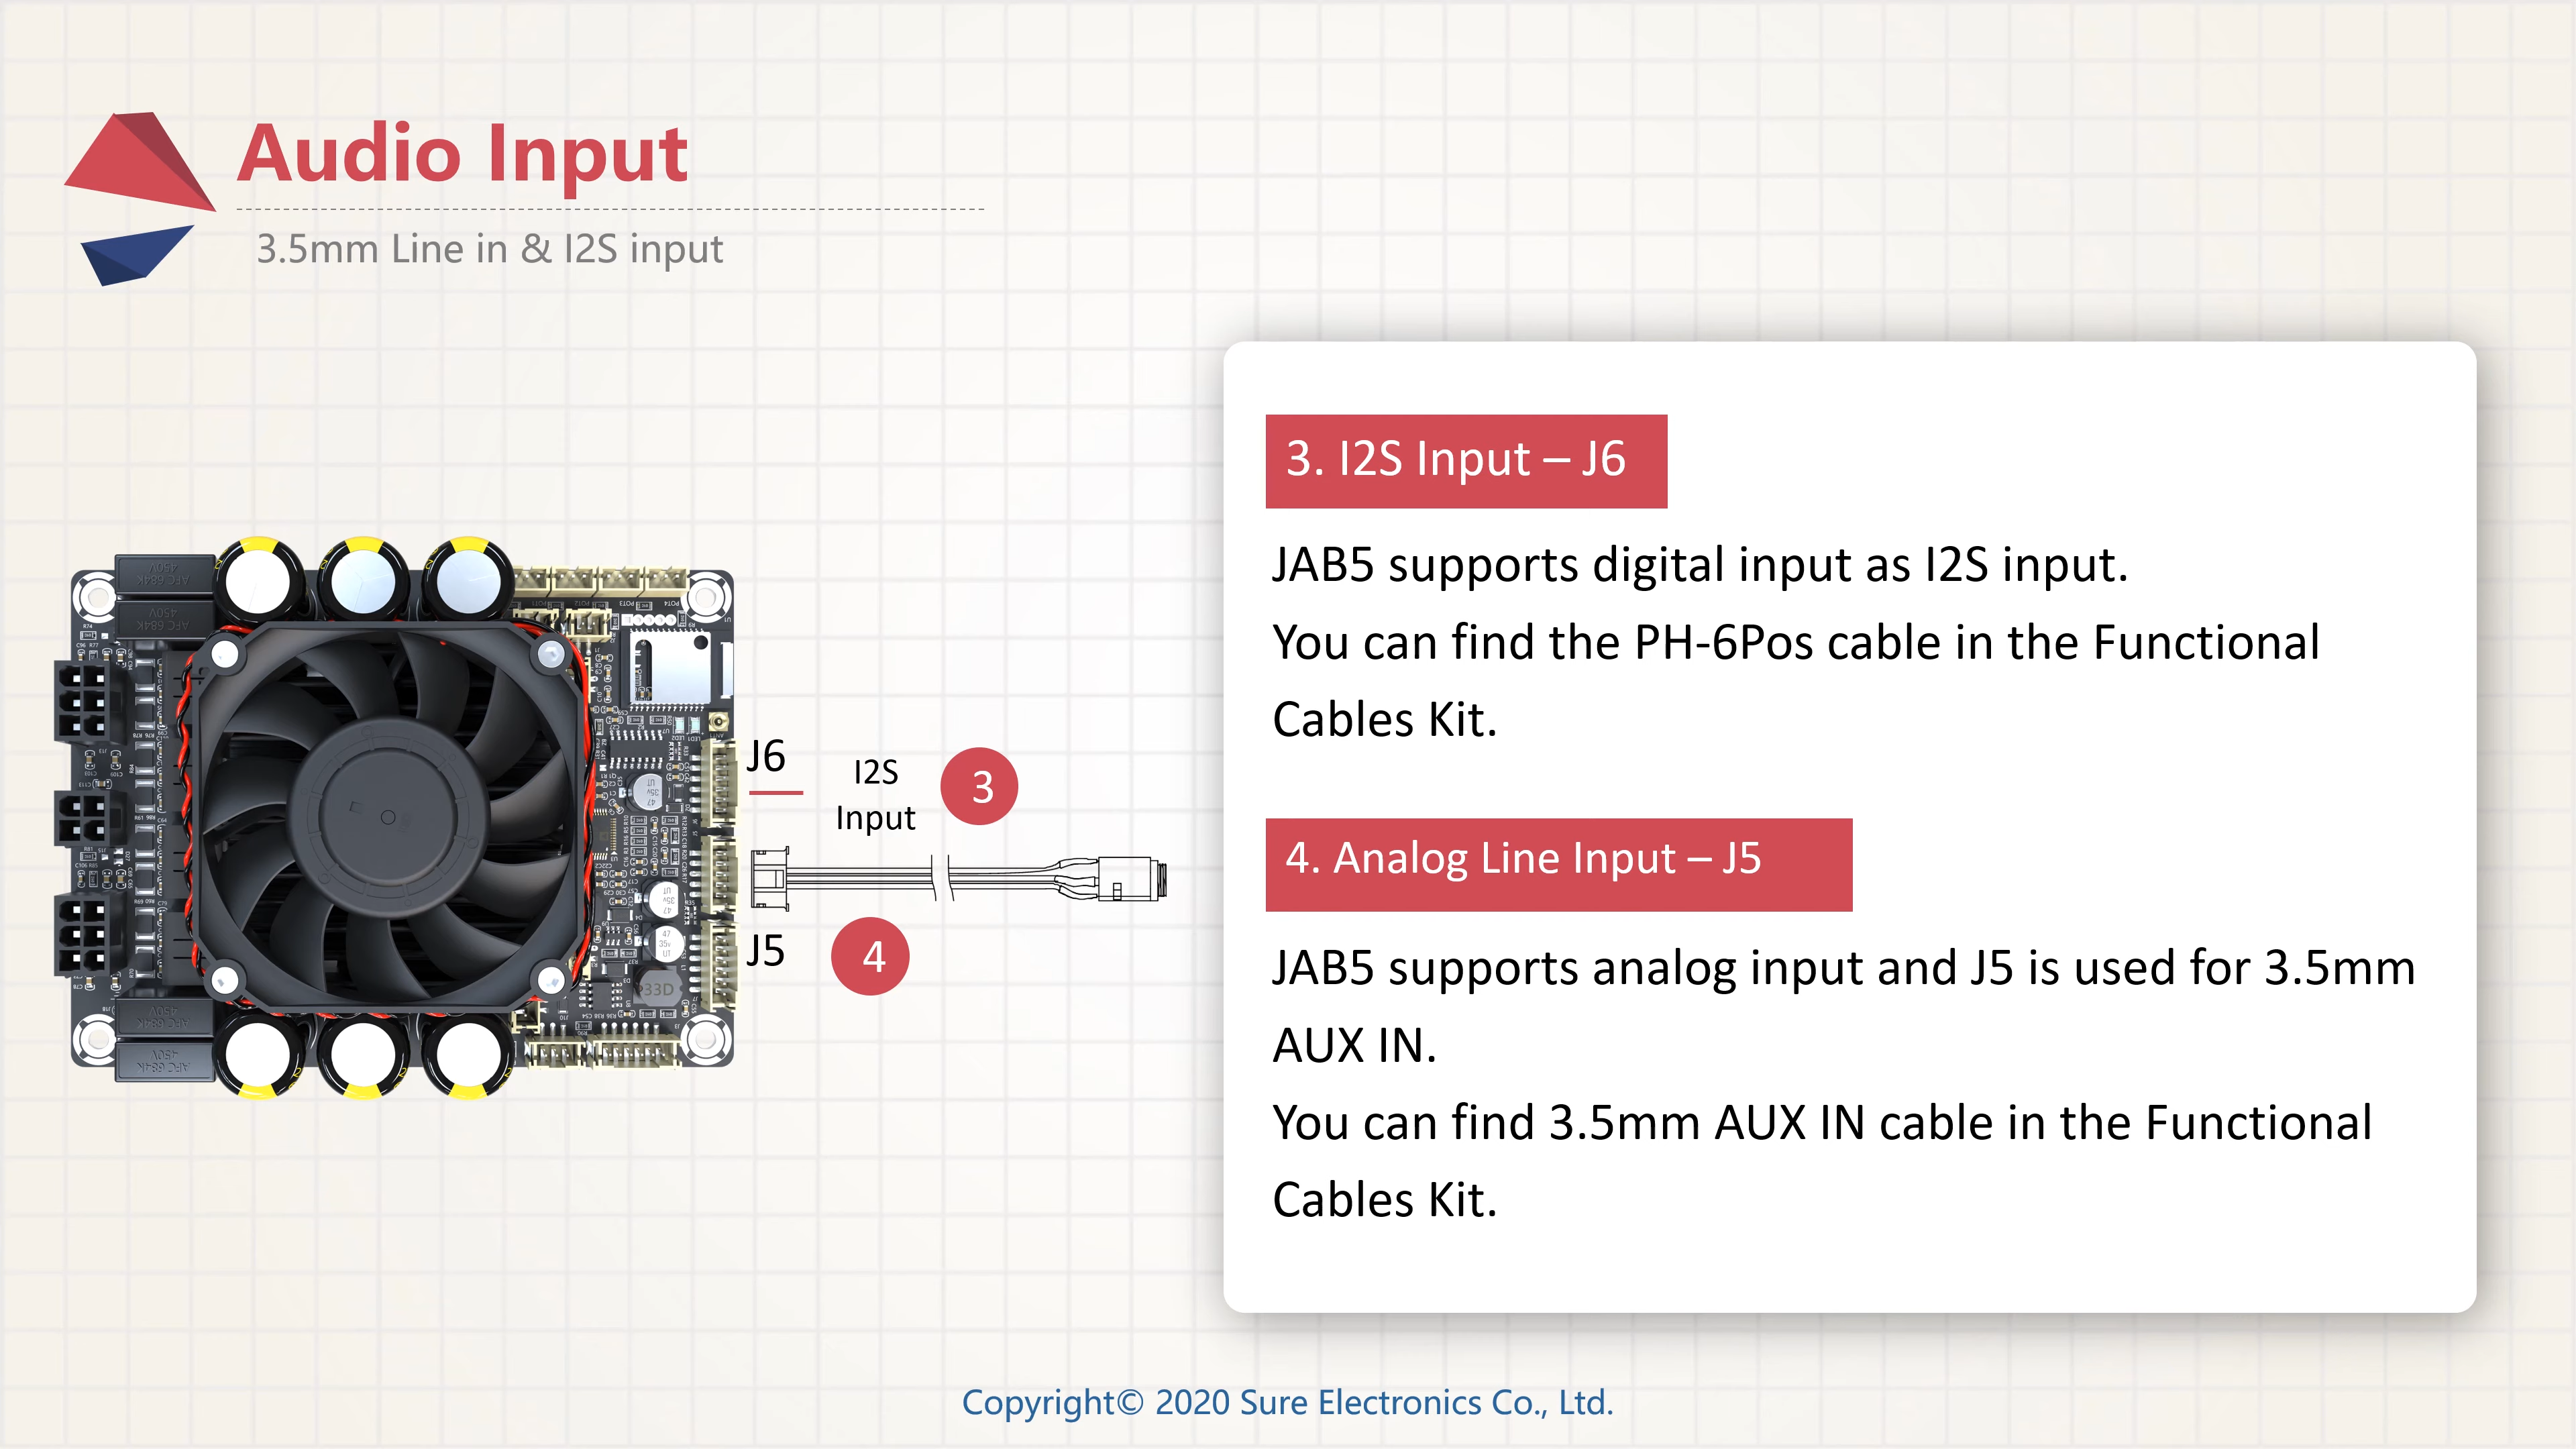 Audio Input
3.5mm Line in & I2S input
3. I2S Input – J6
JAB5 supports digital input as I2S input.
You can find the PH-6Pos cable in the Functional
Cables Kit.
4. Analog Line Input – J5
JAB5 supports analog input and J5 is used for 3.5mm
AUX IN.
You can find 3.5mm AUX IN cable in the Functional
Cables Kit.
J6
I2S
Input
3
J5
4
Copyright© 2020 Sure Electronics Co., Ltd.